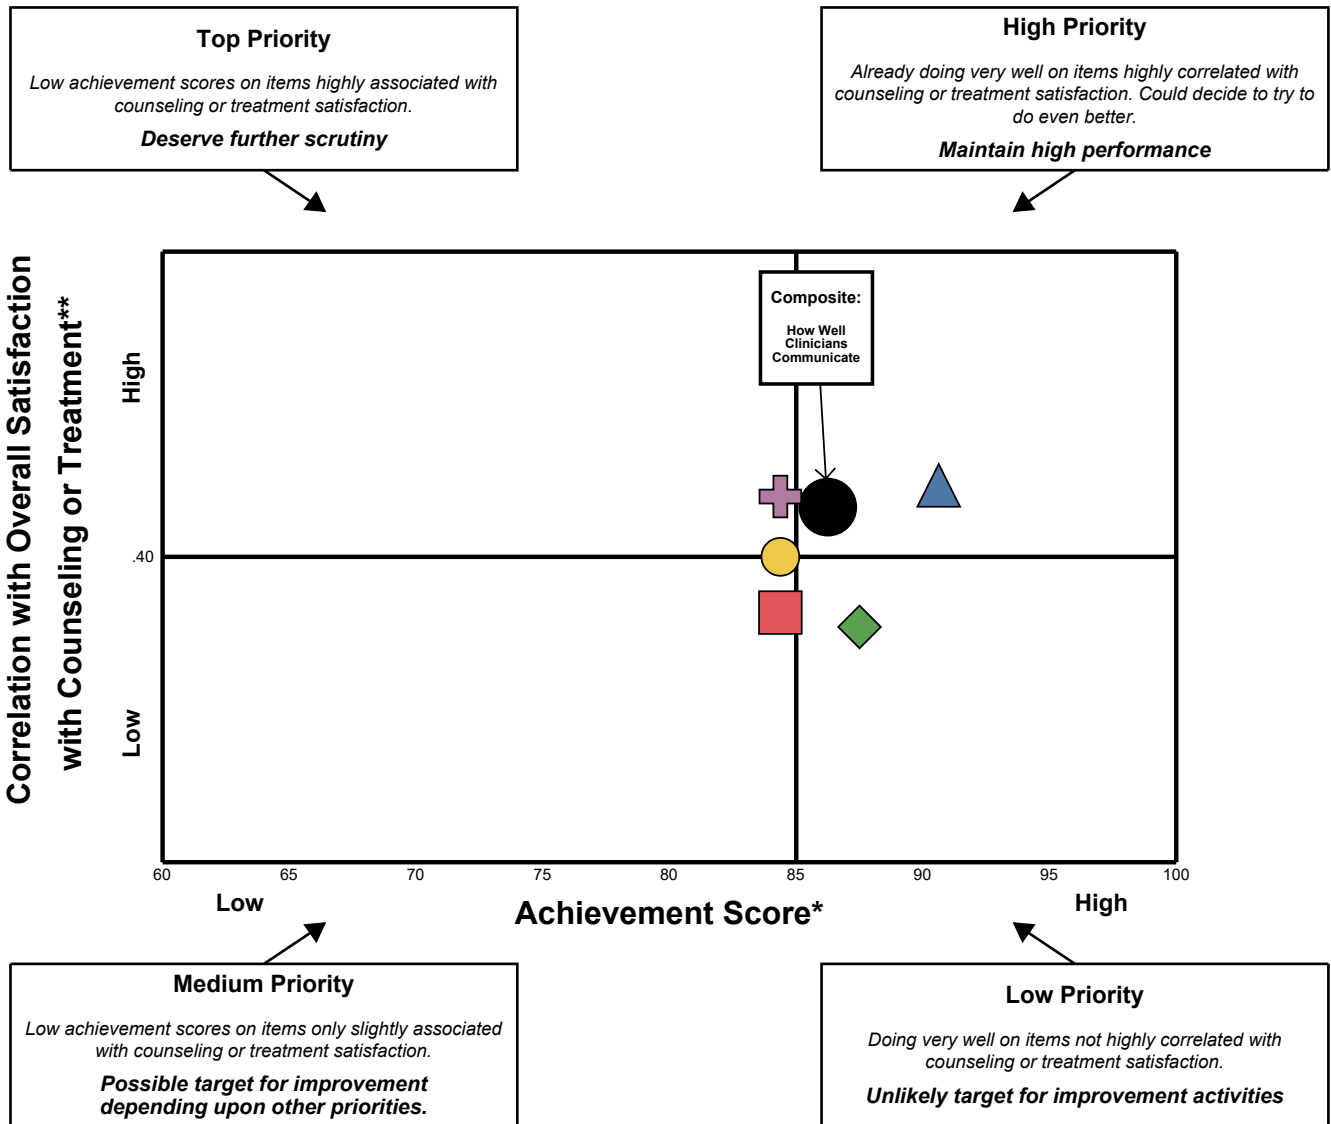 Top Priority
Low achievement scores on items highly associated with
counseling or treatment satisfaction.
Deserve further scrutiny
High Priority
Already doing very well on items highly correlated with
counseling or treatment satisfaction. Could decide to try to
do even better.
Maintain high performance
Correlation with Overall Satisfaction
with Counseling or Treatment**
High
.40
Low
Composite:
How Well
Clinicians
Communicate
60 65 70 75 80 85 90 95 100
Low
Achievement Score*
High
Medium Priority
Low achievement scores on items only slightly associated
with counseling or treatment satisfaction.
Possible target for improvement
depending upon other priorities.
Low Priority
Doing very well on items not highly correlated with
counseling or treatment satisfaction.
Unlikely target for improvement activities